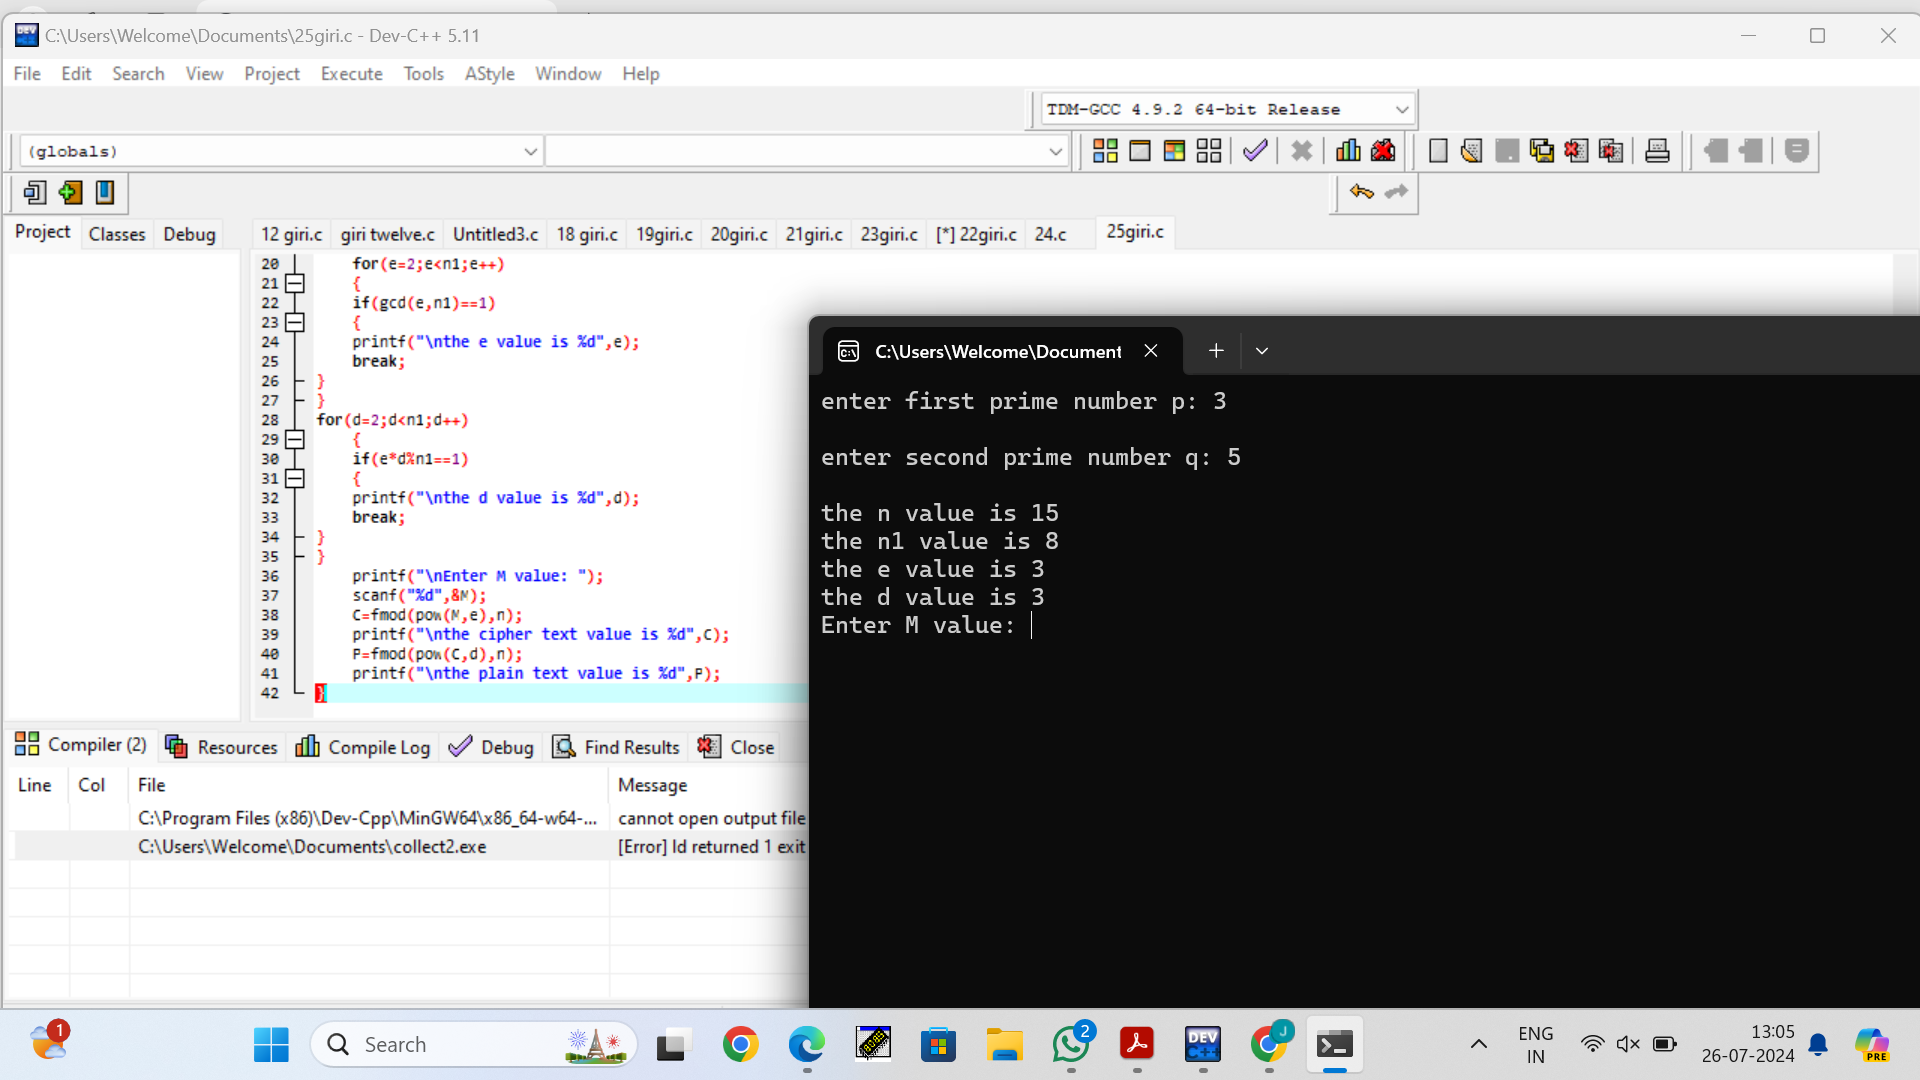 C:\Users\Welcome\Documents\25giri.c - Dev-C++ 5.11
File Edit Search View Project Execute Tools AStyle Window Help
TDM-GCC 4.9.2 64-bit Release
(globals)
Project Classes Debug
12 giri.c giri twelve.c Untitled3.c 18 giri.c 19giri.c 20giri.c 21giri.c 23giri.c [*] 22giri.c 24.c 25giri.c
20 for(e=2;e<n1;e++)
21 {
22 if(gcd(e,n1)==1)
23 {
24 printf("\nthe e value is %d",e);
25 break;
26 }
27 }
28 for(d=2;d<n1;d++)
29 {
30 if(e*d%n1==1)
31 {
32 printf("\nthe d value is %d",d);
33 break;
34 }
35 }
36 printf("\nEnter M value: ");
37 scanf("%d",&M);
38 C=fmod(pow(M,e),n);
39 printf("\nthe cipher text value is %d",C);
40 P=fmod(pow(C,d),n);
41 printf("\nthe plain text value is %d",P);
42 }
C:\Users\Welcome\Document
enter first prime number p: 3
enter second prime number q: 5
the n value is 15
the n1 value is 8
the e value is 3
the d value is 3
Enter M value:
Compiler (2) Resources Compile Log Debug Find Results Close
Line Col File Message
C:\Program Files (x86)\Dev-Cpp\MinGW64\x86_64-w64-... cannot open output file
C:\Users\Welcome\Documents\collect2.exe [Error] ld returned 1 exit
1
Search
2
DEV
C++
J
ENG
IN
13:05
26-07-2024
PRE